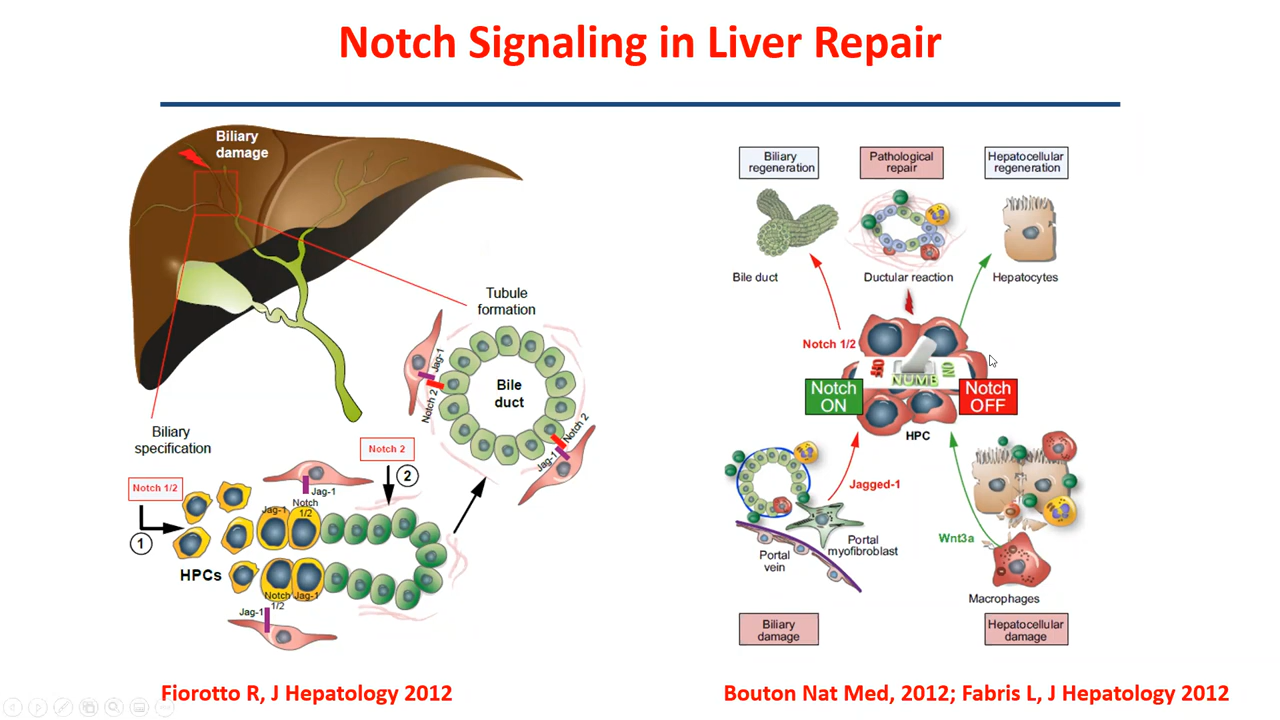 Notch Signaling in Liver Repair
Biliary
damage
Tubule
formation
Jag-1
Notch 2
Bile
duct
Notch 2
Jag-1
Biliary
specification
Notch 2
2
Notch 1/2
1
Jag-1
Jag-1
Notch
1/2
HPCs
Notch
1/2
Jag-1
Jag-1
Fiorotto R, J Hepatology 2012
Biliary
regeneration
Pathological
repair
Hepatocellular
regeneration
Bile duct
Ductular reaction
Hepatocytes
Notch 1/2
NUMB
Notch
ON
Notch
OFF
HPC
Jagged-1
Portal
myofibroblast
Portal
vein
Wnt3a
Macrophages
Biliary
damage
Hepatocellular
damage
Bouton Nat Med, 2012; Fabris L, J Hepatology 2012